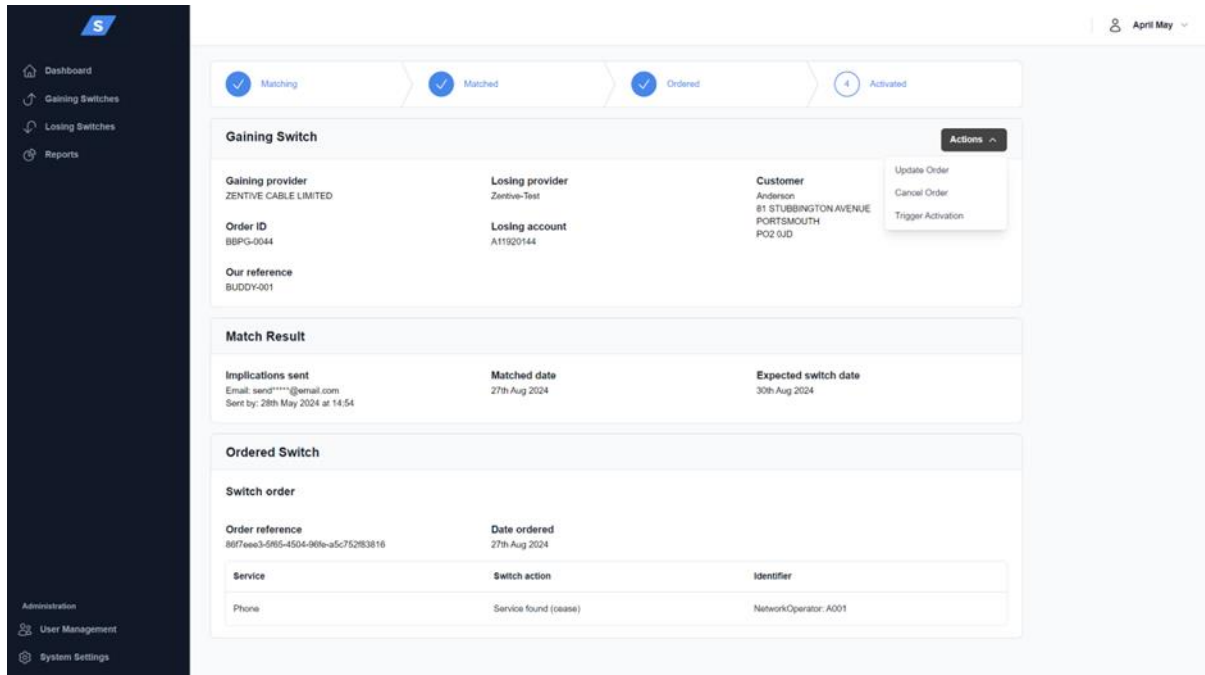 S
April May
Dashboard
Gaining Switches
Losing Switches
Reports
Administration
User Management
System Settings
Matching
Matched
Ordered
4 Activated
Gaining Switch
Actions
Update Order
Cancel Order
Trigger Activation
Gaining provider
ZENTIVE CABLE LIMITED
Losing provider
Zentive-Test
Customer
Anderson
81 STUBBINGTON AVENUE
PORTSMOUTH
PO2 0JD
Order ID
BBPG-0044
Losing account
A11920144
Our reference
BUDDY-001
Match Result
Implications sent
Email: send*****@email.com
Sent by: 28th May 2024 at 14:54
Matched date
27th Aug 2024
Expected switch date
30th Aug 2024
Ordered Switch
Switch order
Order reference
86f7eee3-5f65-4504-96fe-a5c752f83816
Date ordered
27th Aug 2024
Service Switch action Identifier
Phone Service found (cease) NetworkOperator: A001